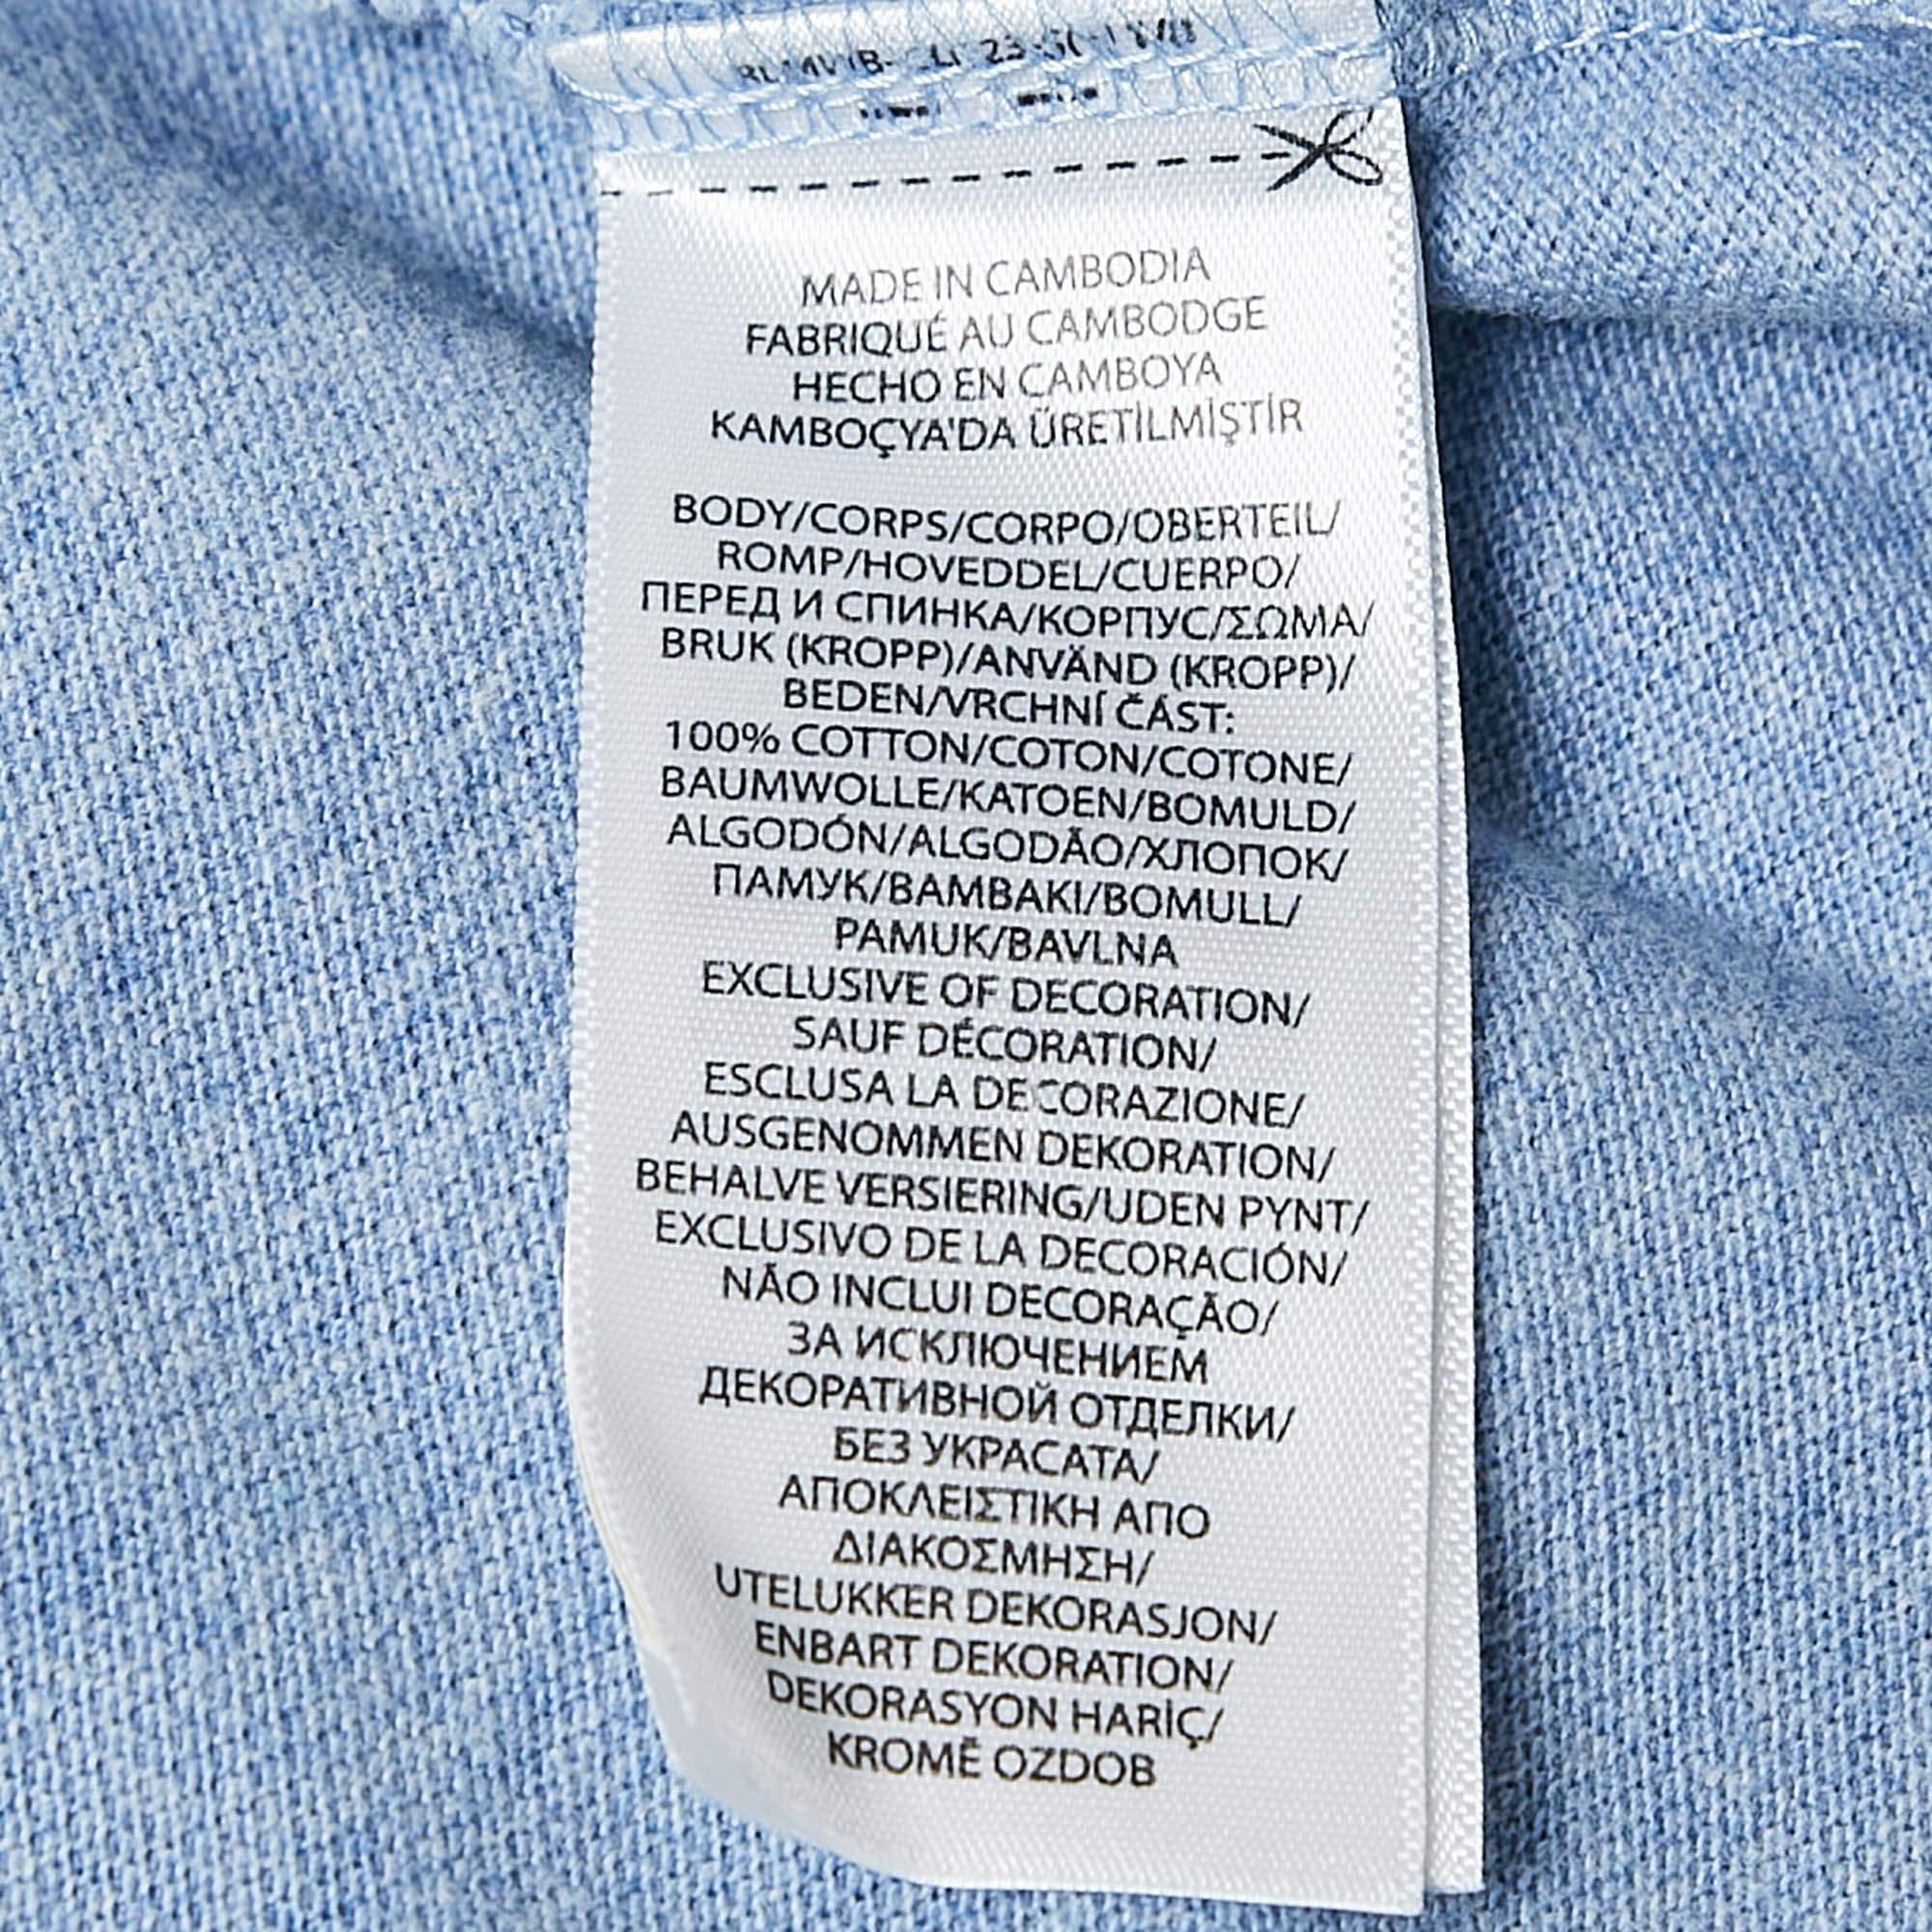 MADE IN CAMBODIA
FABRIQUÉ AU CAMBODGE
HECHO EN CAMBOYA
KAMBOÇYA'DA ÜRETİLMİŞTİR
BODY/CORPS/CORPO/OBERTEIL/
ROMP/HOVEDDEL/CUERPO/
ПЕРЕД И СПИНКА/КОРПУС/ΣΩΜΑ/
BRUK (KROPP)/ANVÄND (KROPP)/
BEDEN/VRCHNÍ ČÁST:
100% COTTON/COTON/COTONE/
BAUMWOLLE/KATOEN/BOMULD/
ALGODÓN/ALGODÃO/ХЛОПОК/
ПАМУК/ΒΑΜΒΑΚΙ/BOMULL/
PAMUK/BAVLNA
EXCLUSIVE OF DECORATION/
SAUF DÉCORATION/
ESCLUSA LA DECORAZIONE/
AUSGENOMMEN DEKORATION/
BEHALVE VERSIERING/UDEN PYNT/
EXCLUSIVO DE LA DECORACIÓN/
NÃO INCLUI DECORAÇÃO/
ЗА ИСКЛЮЧЕНИЕМ
ДЕКОРАТИВНОЙ ОТДЕЛКИ/
БЕЗ УКРАСАТА/
ΑΠΟΚΛΕΙΣΤΙΚΗ ΑΠΟ
ΔΙΑΚΟΣΜΗΣΗ/
UTELUKKER DEKORASJON/
ENBART DEKORATION/
DEKORASYON HARİÇ/
KROMĚ OZDOB